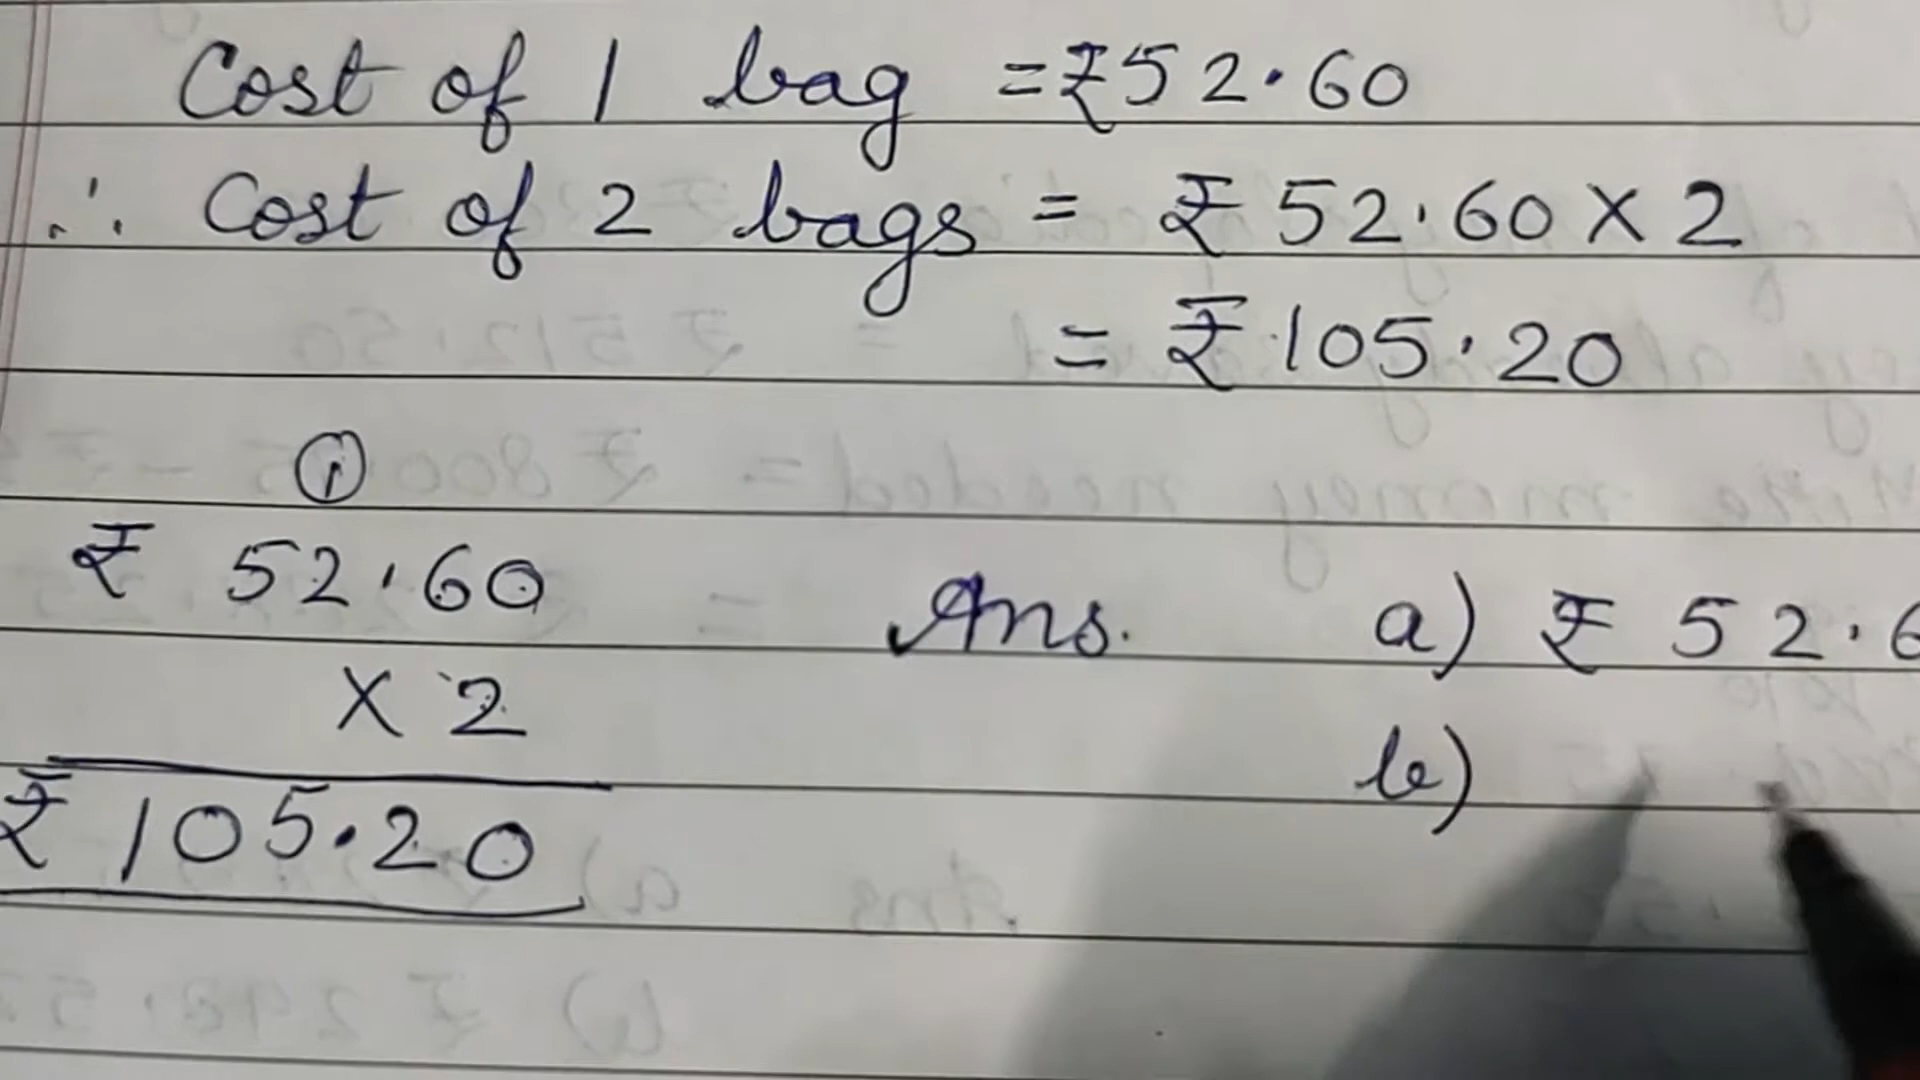 Cost of 1 bag = ₹52.60
∴ Cost of 2 bags = ₹ 52.60 × 2
= ₹ 105.20
1
₹ 52.60
× 2
₹ 105.20
Ans. a) ₹ 52.6
b)